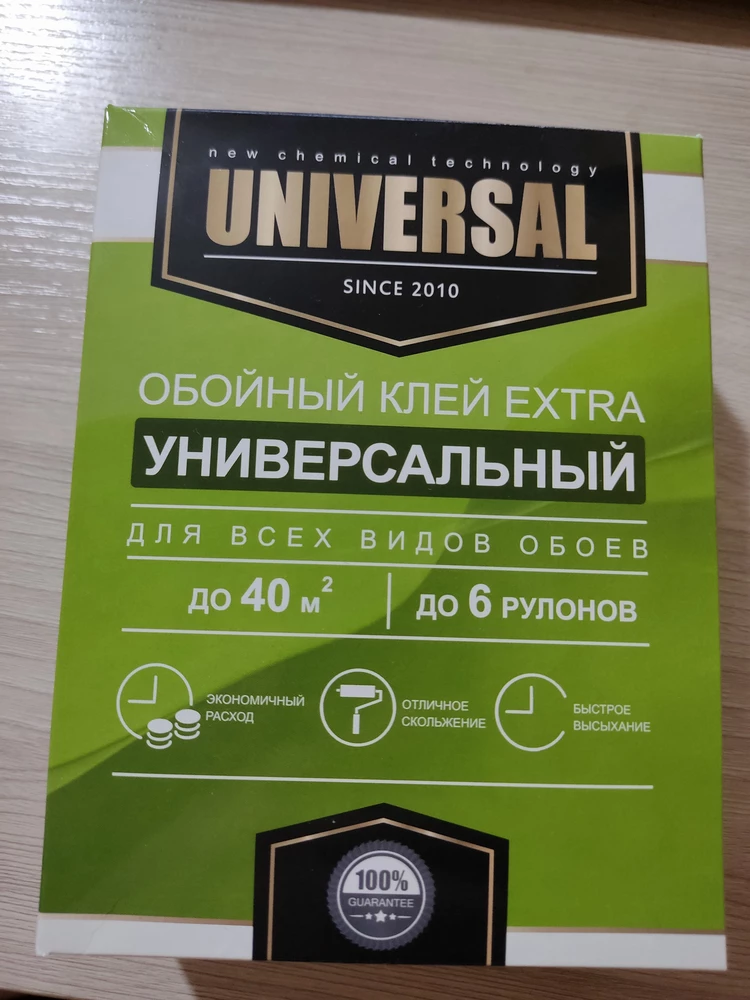 new chemical technology
UNIVERSAL
SINCE 2010
ОБОЙНЫЙ КЛЕЙ EXTRA
УНИВЕРСАЛЬНЫЙ
ДЛЯ ВСЕХ ВИДОВ ОБОЕВ
ДО 40 м² ДО 6 РУЛОНОВ
ЭКОНОМИЧНЫЙ
РАСХОД
ОТЛИЧНОЕ
СКОЛЬЖЕНИЕ
БЫСТРОЕ
ВЫСЫХАНИЕ
100%
GUARANTEE